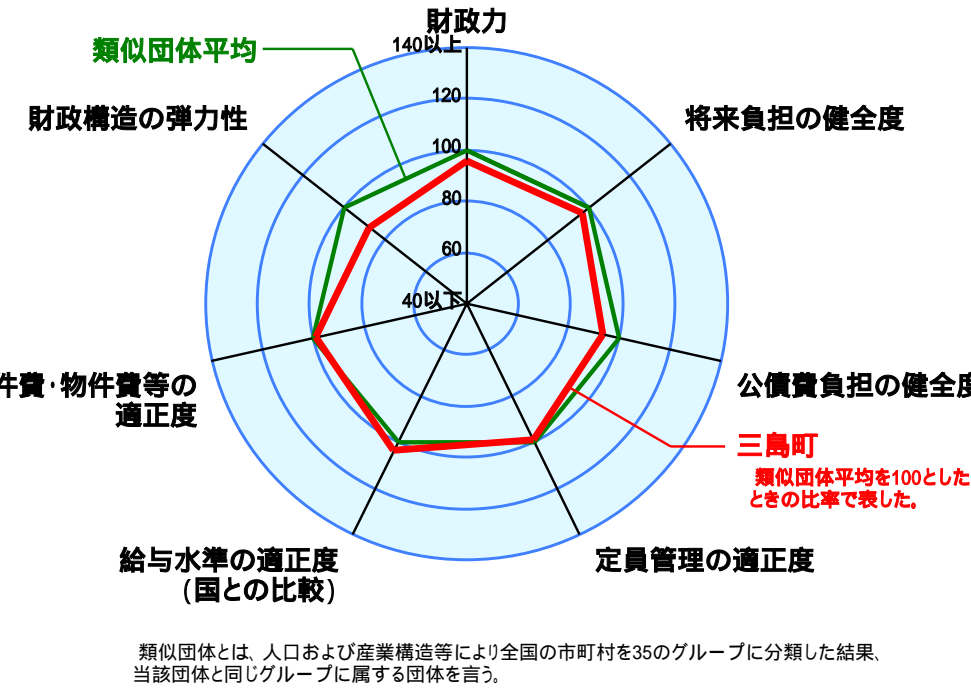 財政力
140以上
類似団体平均
120
財政構造の弾力性
将来負担の健全度
100
80
60
40以下
件費・物件費等の
適正度
公債費負担の健全度
三島町
類似団体平均を100とした
ときの比率で表した。
給与水準の適正度
(国との比較)
定員管理の適正度
類似団体とは、人口および産業構造等により全国の市町村を35のグループに分類した結果、
当該団体と同じグループに属する団体を言う。